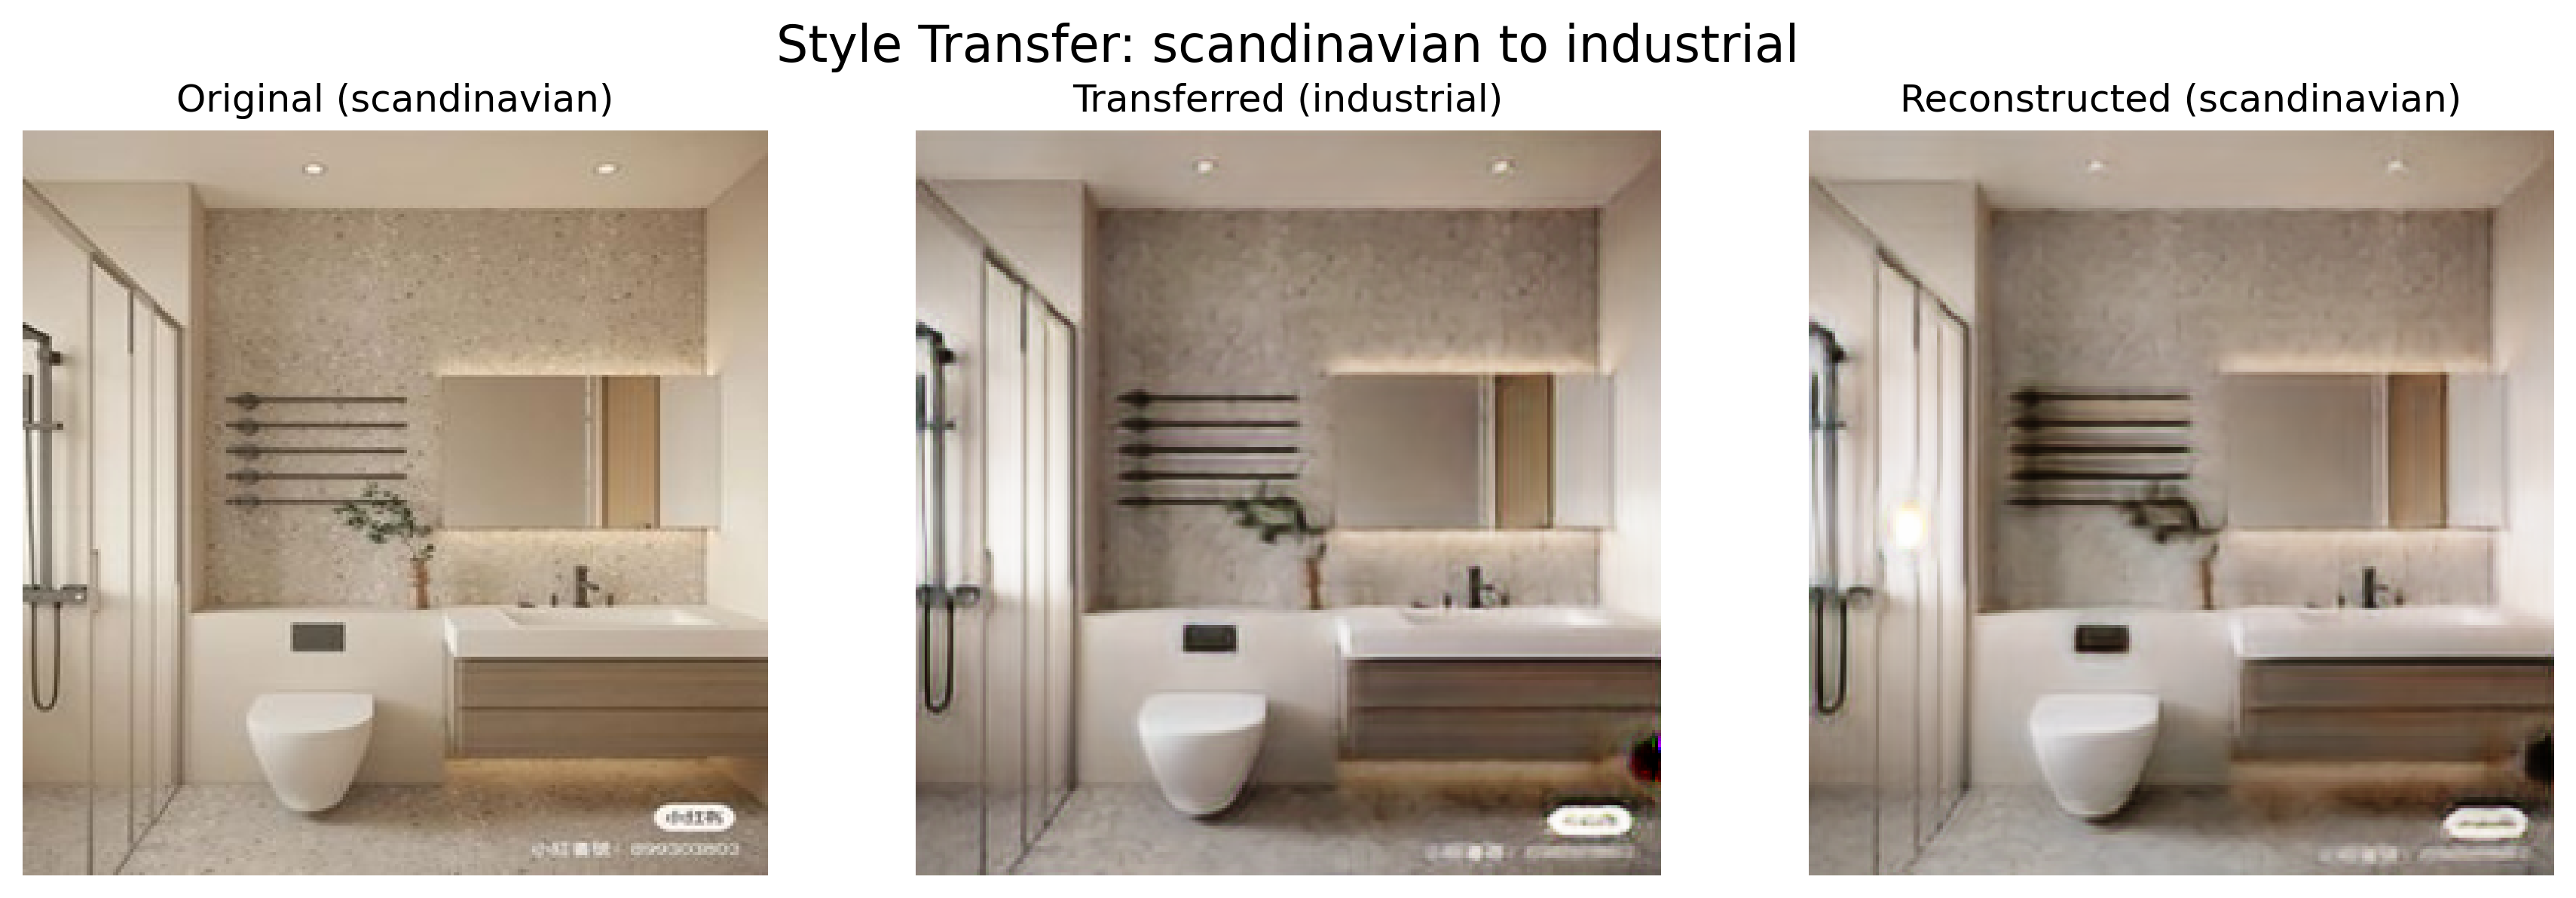 Style Transfer: scandinavian to industrial
Original (scandinavian)
Transferred (industrial)
Reconstructed (scandinavian)